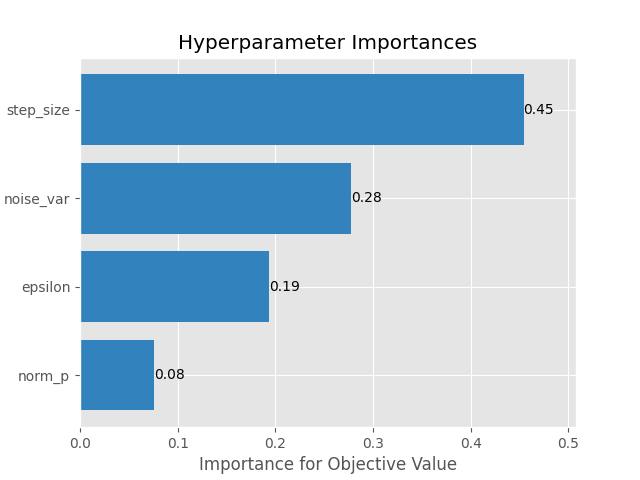 Hyperparameter Importances
step_size
0.45
noise_var
0.28
epsilon
0.19
norm_p
0.08
0.0
0.1
0.2
0.3
0.4
0.5
Importance for Objective Value